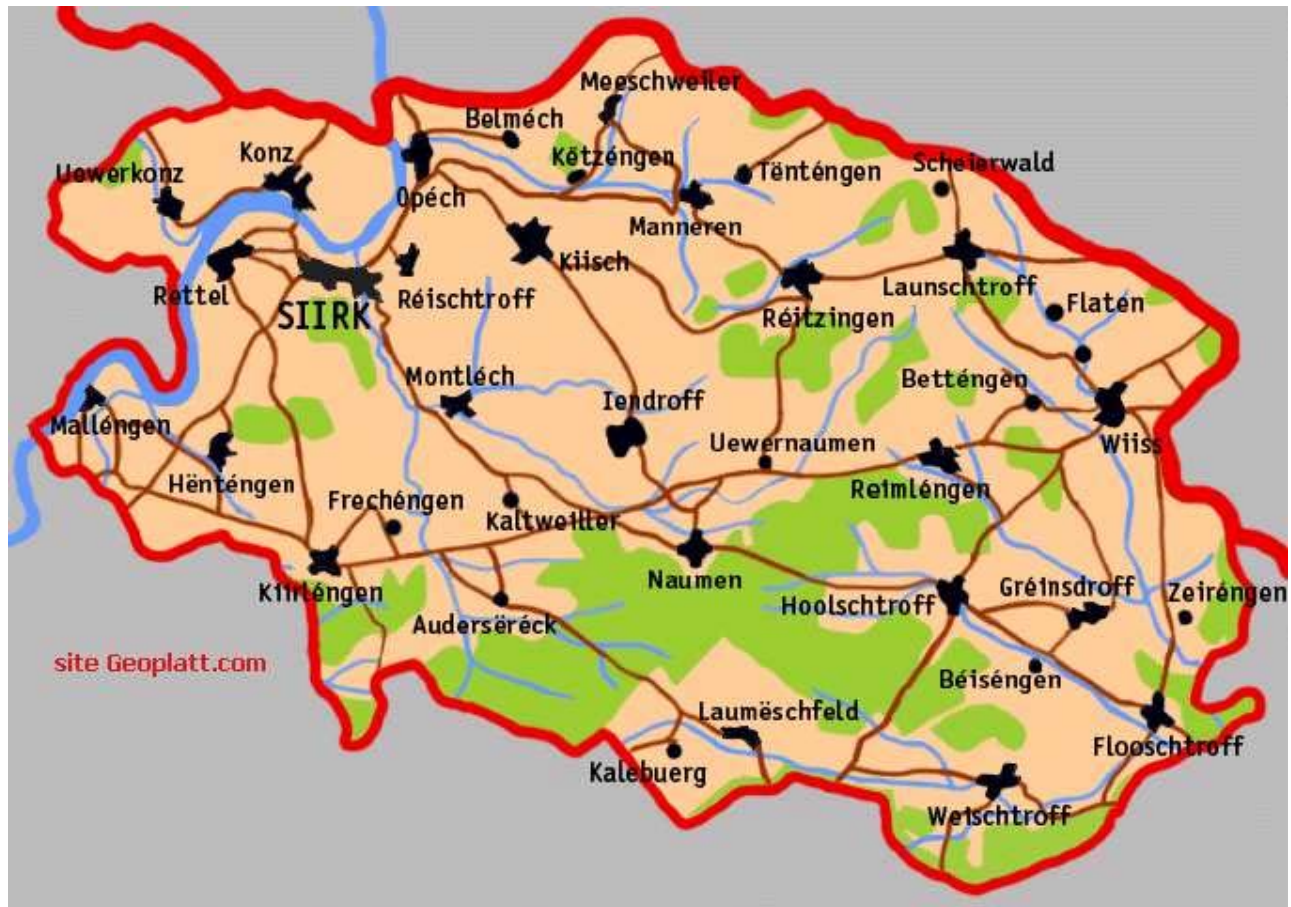 Meeschweiler
Belméch
Konz
Këtzéngen
Scheierwald
Uewerkonz
Tënténgen
Opéch
Manneren
Kiisch
Rettel
Réischtroff
Launschtroff
SIIRK
Réitzingen
Flaten
Montléch
Betténgen
Iendroff
Malléngen
Uewernaumen
Wiiss
Hënténgen
Reimléngen
Frechéngen
Kaltweiller
Naumen
Kiirléngen
Hoolschtroff
Gréinsdroff
Zeiréngen
Audersëréck
site Geoplatt.com
Béiséngen
Laumëschfeld
Flooschtroff
Kalebuerg
Weischtroff